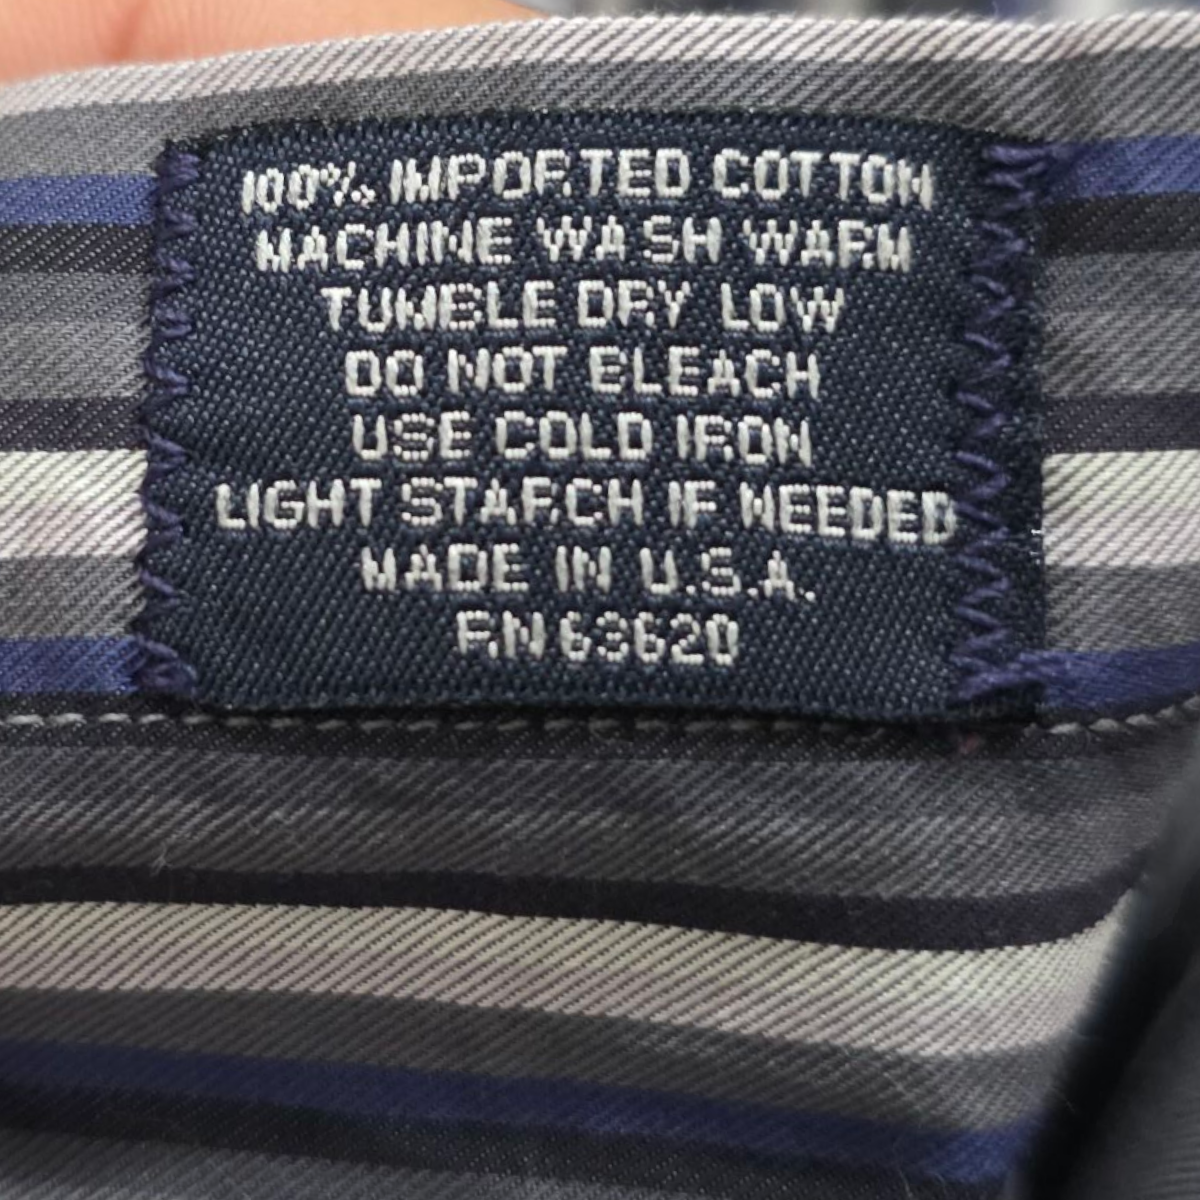 100% IMPORTED COTTON
MACHINE WASH WARM
TUMBLE DRY LOW
DO NOT BLEACH
USE COLD IRON
LIGHT STARCH IF NEEDED
MADE IN U.S.A.
RN 63620